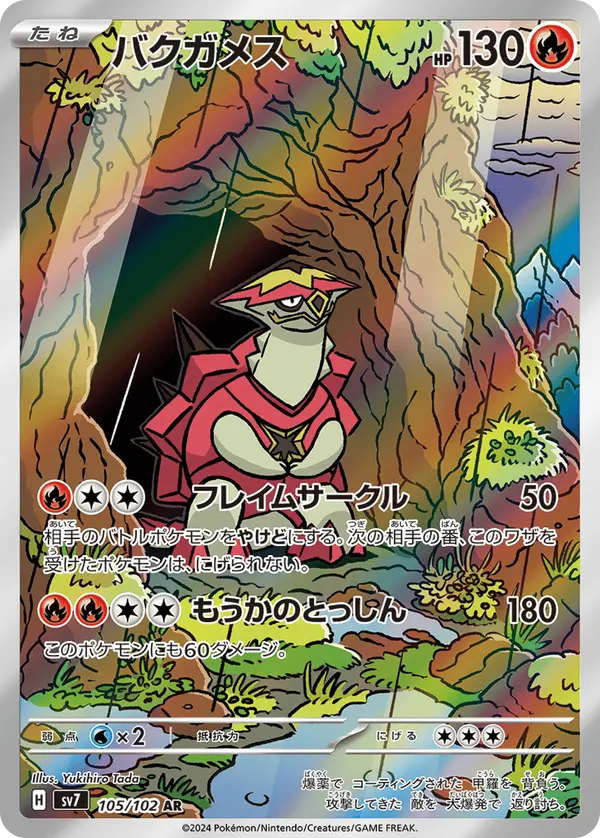 たね
バクガメス
HP 130
フレイムサークル 50
相手のバトルポケモンをやけどにする。次の相手の番、このワザを
受けたポケモンは、にげられない。
もうかのとっしん 180
このポケモンにも60ダメージ。
弱点 ×2 抵抗力 にげる
Illus. Yukihiro Tada
H sv7 105/102 AR
爆薬で コーティングされた 甲羅を 背負う。
攻撃してきた 敵を 大爆発で 返り討ち。
©2024 Pokémon/Nintendo/Creatures/GAME FREAK.